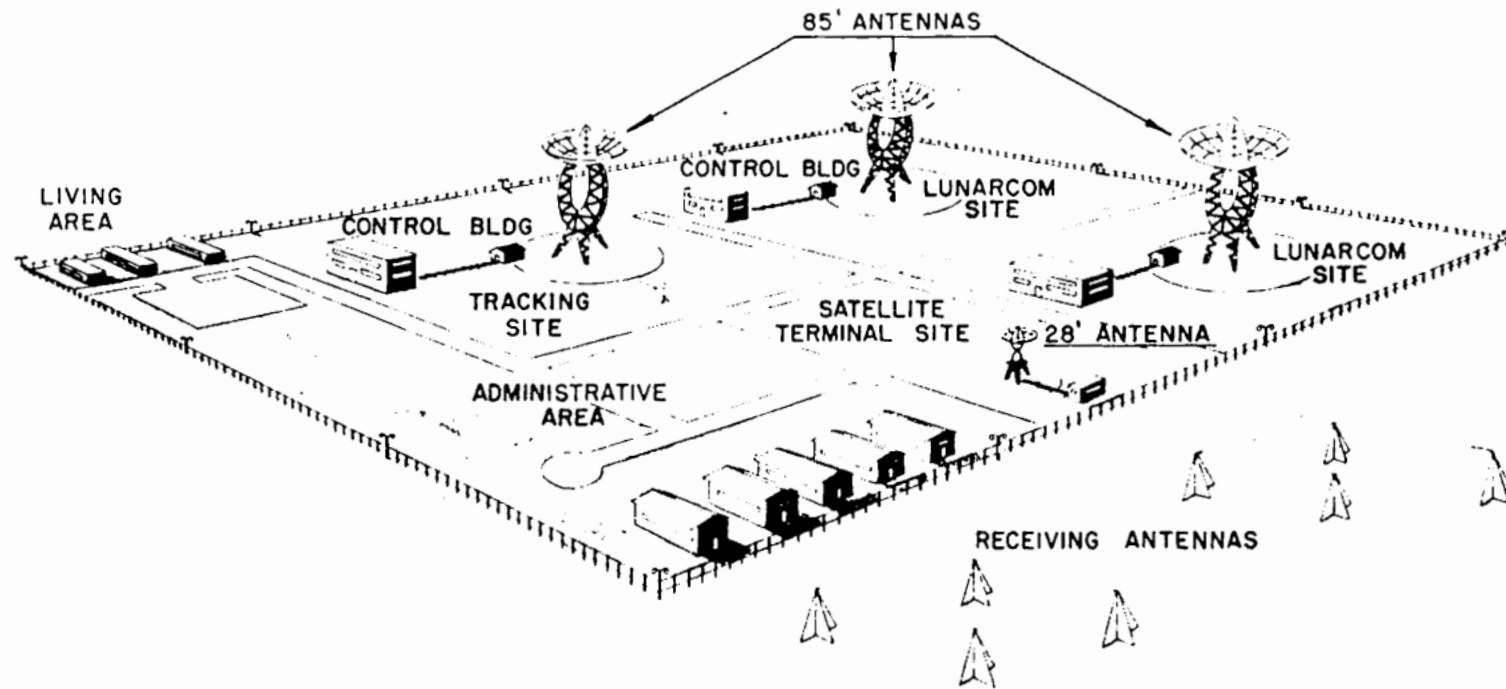 85' ANTENNAS
CONTROL BLDG
LUNARCOM
SITE
LIVING
AREA
CONTROL BLDG
LUNARCOM
SITE
TRACKING
SITE
SATELLITE
TERMINAL SITE
28' ANTENNA
ADMINISTRATIVE
AREA
RECEIVING ANTENNAS